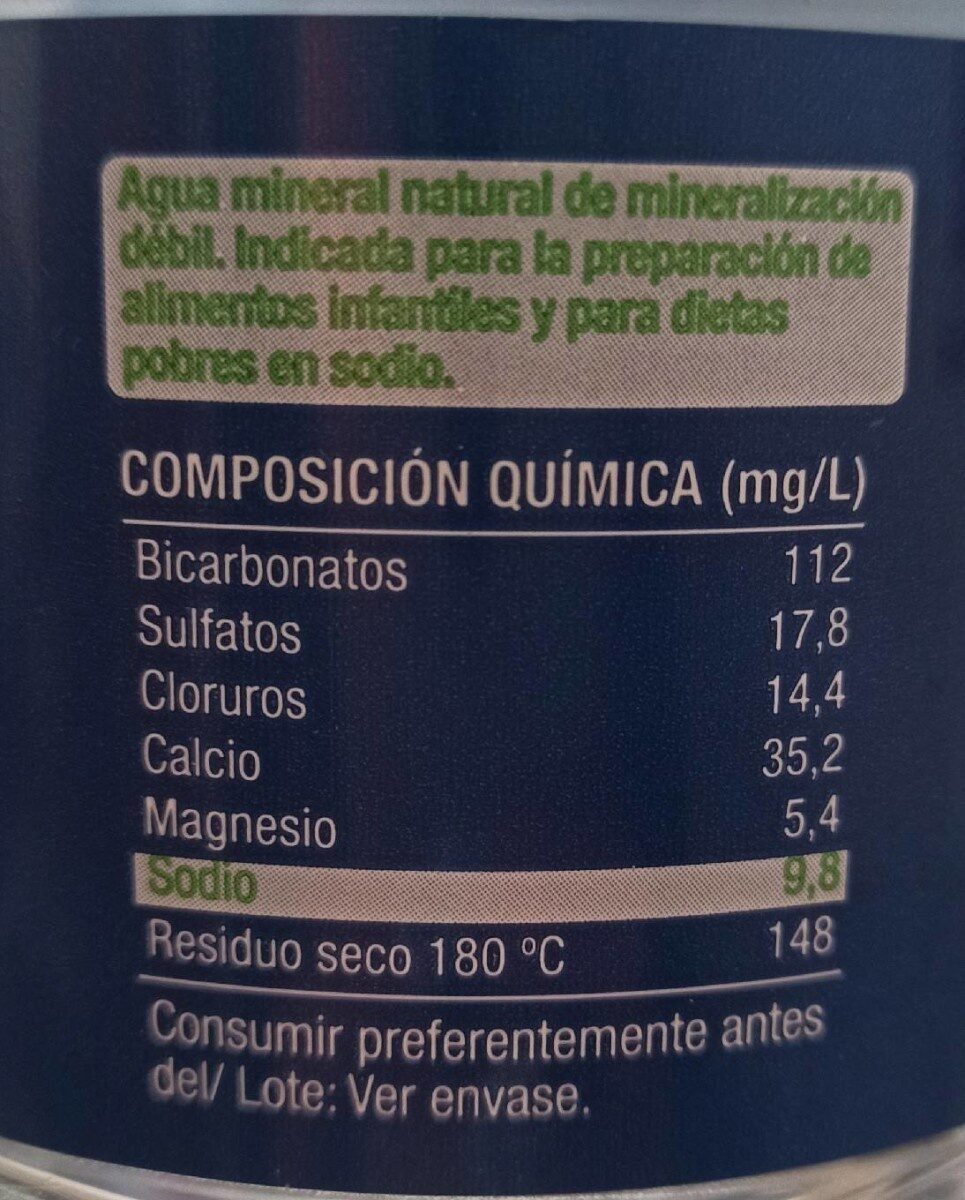 Agua mineral natural de mineralización
débil. Indicada para la preparación de
alimentos infantiles y para dietas
pobres en sodio.
COMPOSICIÓN QUÍMICA (mg/L)
Bicarbonatos 112
Sulfatos 17,8
Cloruros 14,4
Calcio 35,2
Magnesio 5,4
Sodio 9,8
Residuo seco 180 ºC 148
Consumir preferentemente antes
del/ Lote: Ver envase.